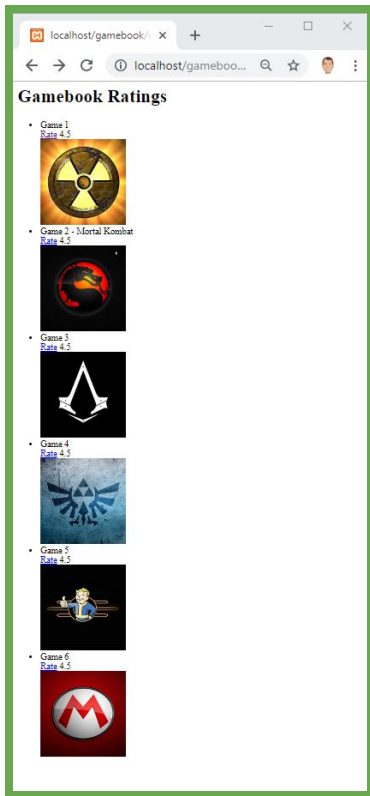 localhost/gamebook/
localhost/gameboo...
Gamebook Ratings
Game 1
Rate 4.5
Game 2 - Mortal Kombat
Rate 4.5
Game 3
Rate 4.5
Game 4
Rate 4.5
Game 5
Rate 4.5
Game 6
Rate 4.5
M